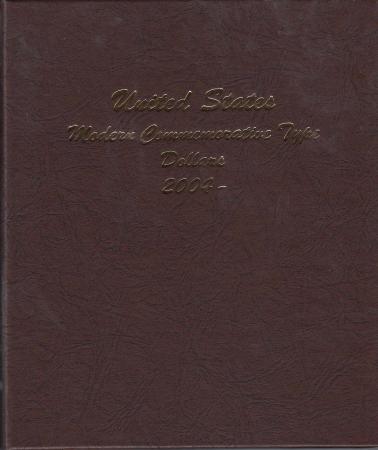 United States
Modern Commemorative Type
Dollars
2004-